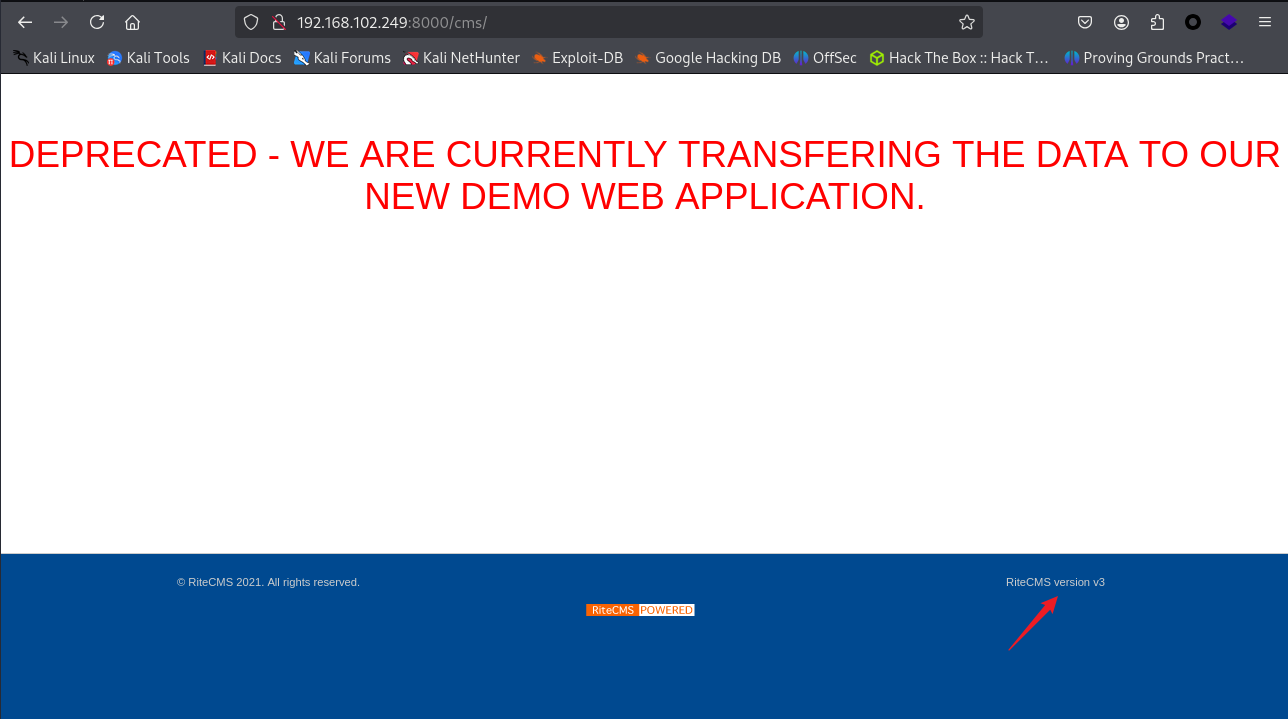 192.168.102.249:8000/cms/
Kali Linux Kali Tools Kali Docs Kali Forums Kali NetHunter Exploit-DB Google Hacking DB OffSec Hack The Box :: Hack T… Proving Grounds Pract…
DEPRECATED - WE ARE CURRENTLY TRANSFERING THE DATA TO OUR
NEW DEMO WEB APPLICATION.
© RiteCMS 2021. All rights reserved. RiteCMS version v3
RiteCMS POWERED